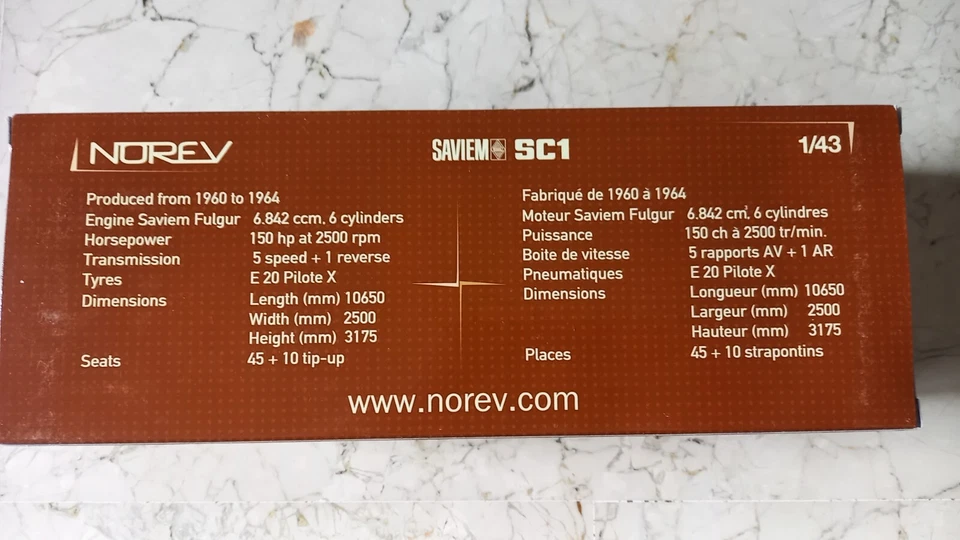 NOREV
SAVIEM SC1
1/43
Produced from 1960 to 1964
Engine Saviem Fulgur 6.842 ccm. 6 cylinders
Horsepower 150 hp at 2500 rpm
Transmission 5 speed + 1 reverse
Tyres E 20 Pilote X
Dimensions Length (mm) 10650
Width (mm) 2500
Height (mm) 3175
Seats 45 + 10 tip-up
Fabriqué de 1960 à 1964
Moteur Saviem Fulgur 6.842 cm³. 6 cylindres
Puissance 150 ch à 2500 tr/min.
Boite de vitesse 5 rapports AV + 1 AR
Pneumatiques E 20 Pilote X
Dimensions Longueur (mm) 10650
Largeur (mm) 2500
Hauteur (mm) 3175
Places 45 + 10 strapontins
www.norev.com